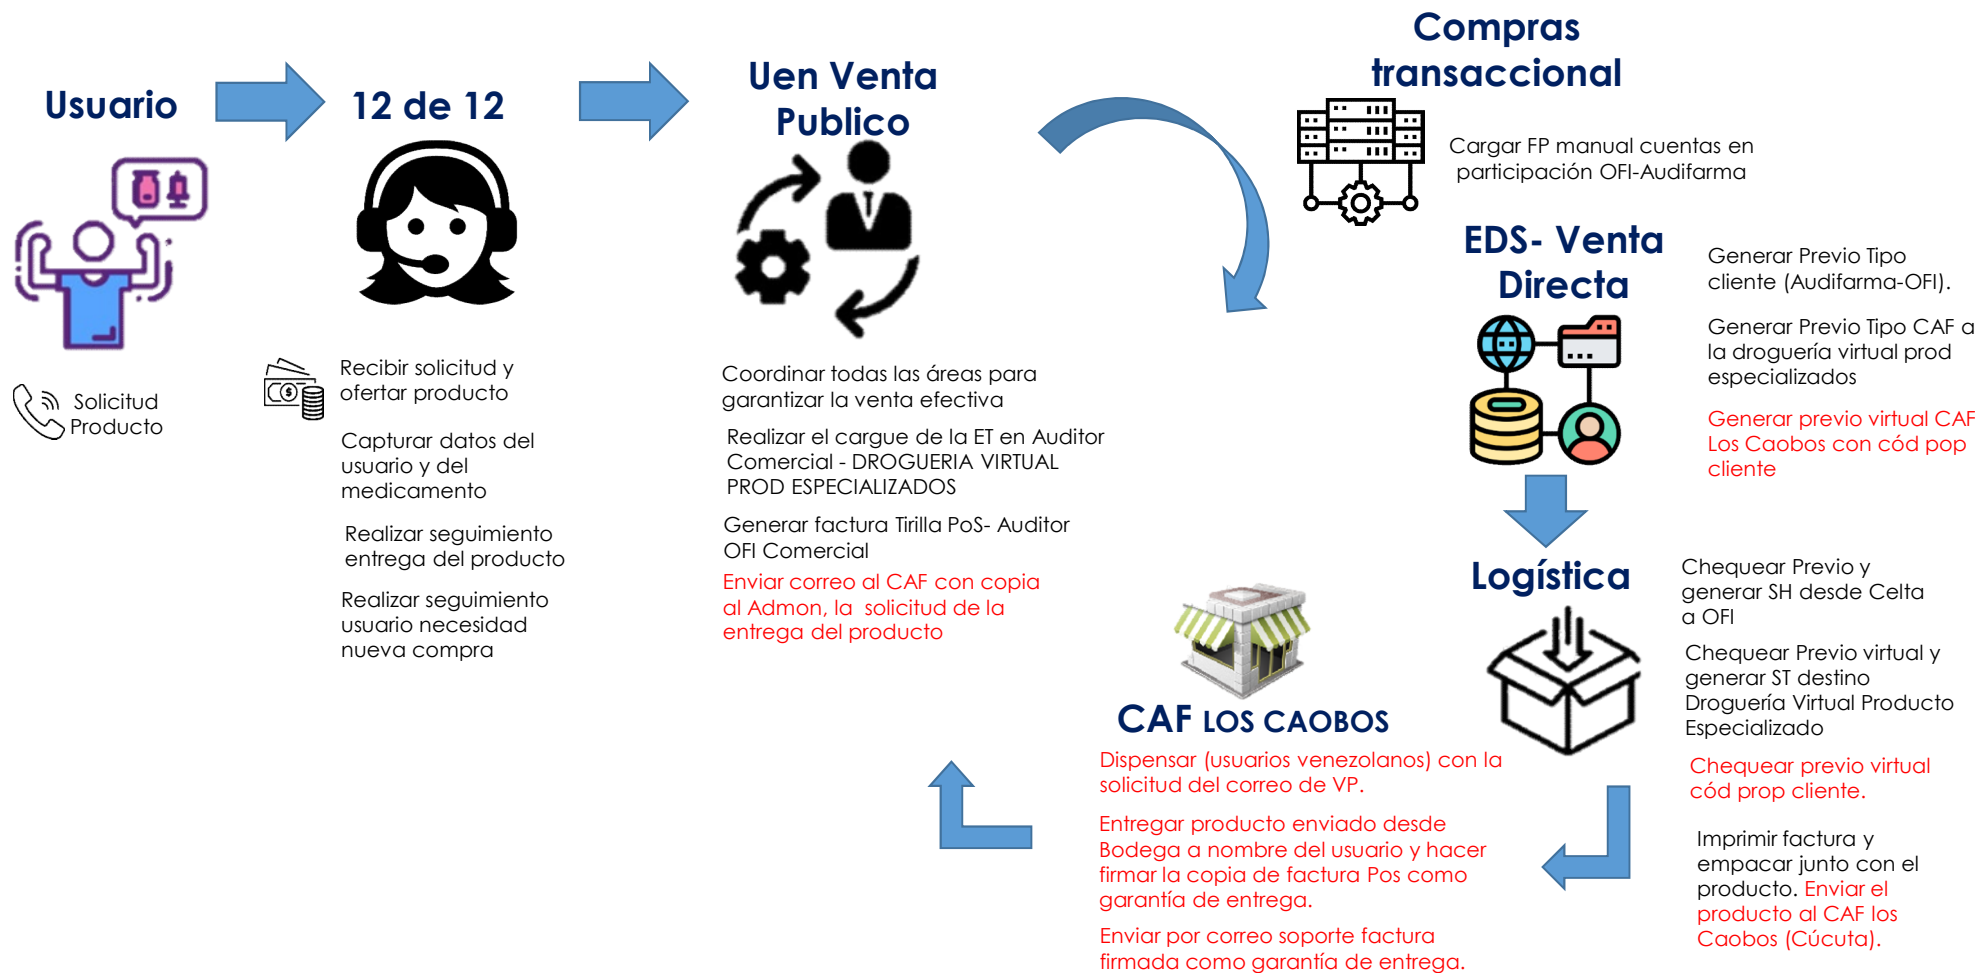 Usuario
Solicitud
Producto
12 de 12
Recibir solicitud y
ofertar producto
Capturar datos del
usuario y del
medicamento
Realizar seguimiento
entrega del producto
Realizar seguimiento
usuario necesidad
nueva compra
Uen Venta
Publico
Coordinar todas las áreas para
garantizar la venta efectiva
Realizar el cargue de la ET en Auditor
Comercial - DROGUERIA VIRTUAL
PROD ESPECIALIZADOS
Generar factura Tirilla PoS- Auditor
OFI Comercial
Enviar correo al CAF con copia
al Admon, la solicitud de la
entrega del producto
Compras
transaccional
Cargar FP manual cuentas en
participación OFI-Audifarma
EDS- Venta
Directa
Generar Previo Tipo
cliente (Audifarma-OFI).
Generar Previo Tipo CAF a
la droguería virtual prod
especializados
Generar previo virtual CAF
Los Caobos con cód pop
cliente
Logística
Chequear Previo y
generar SH desde Celta
a OFI
Chequear Previo virtual y
generar ST destino
Droguería Virtual Producto
Especializado
Chequear previo virtual
cód prop cliente.
Imprimir factura y
empacar junto con el
producto. Enviar el
producto al CAF los
Caobos (Cúcuta).
CAF LOS CAOBOS
Dispensar (usuarios venezolanos) con la
solicitud del correo de VP.
Entregar producto enviado desde
Bodega a nombre del usuario y hacer
firmar la copia de factura Pos como
garantía de entrega.
Enviar por correo soporte factura
firmada como garantía de entrega.